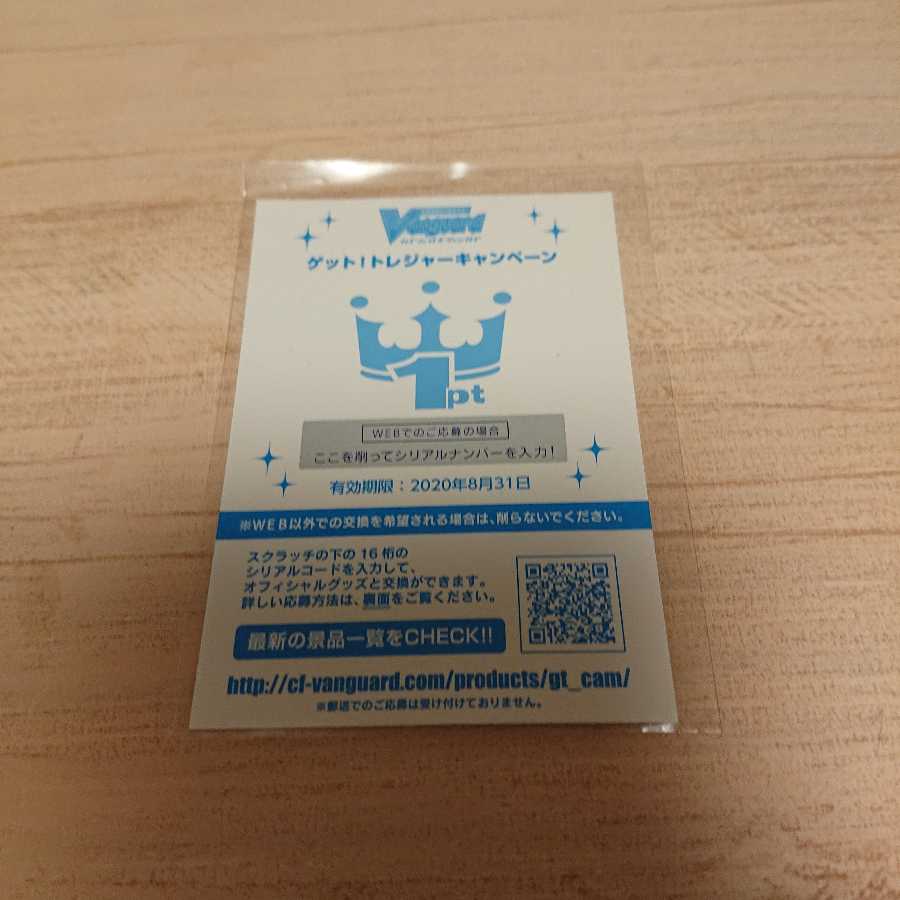 Vanguard
ゲット!トレジャーキャンペーン
1pt
WEBでのご応募の場合
ここを削ってシリアルナンバーを入力!
有効期限:2020年8月31日
※WEB以外での交換を希望される場合は、削らないでください。
スクラッチの下の16桁の
シリアルコードを入力して、
オフィシャルグッズと交換ができます。
詳しい応募方法は、裏面をご覧ください。
最新の景品一覧をCHECK!!
http://cf-vanguard.com/products/gt_cam/
※郵送でのご応募は受け付けておりません。